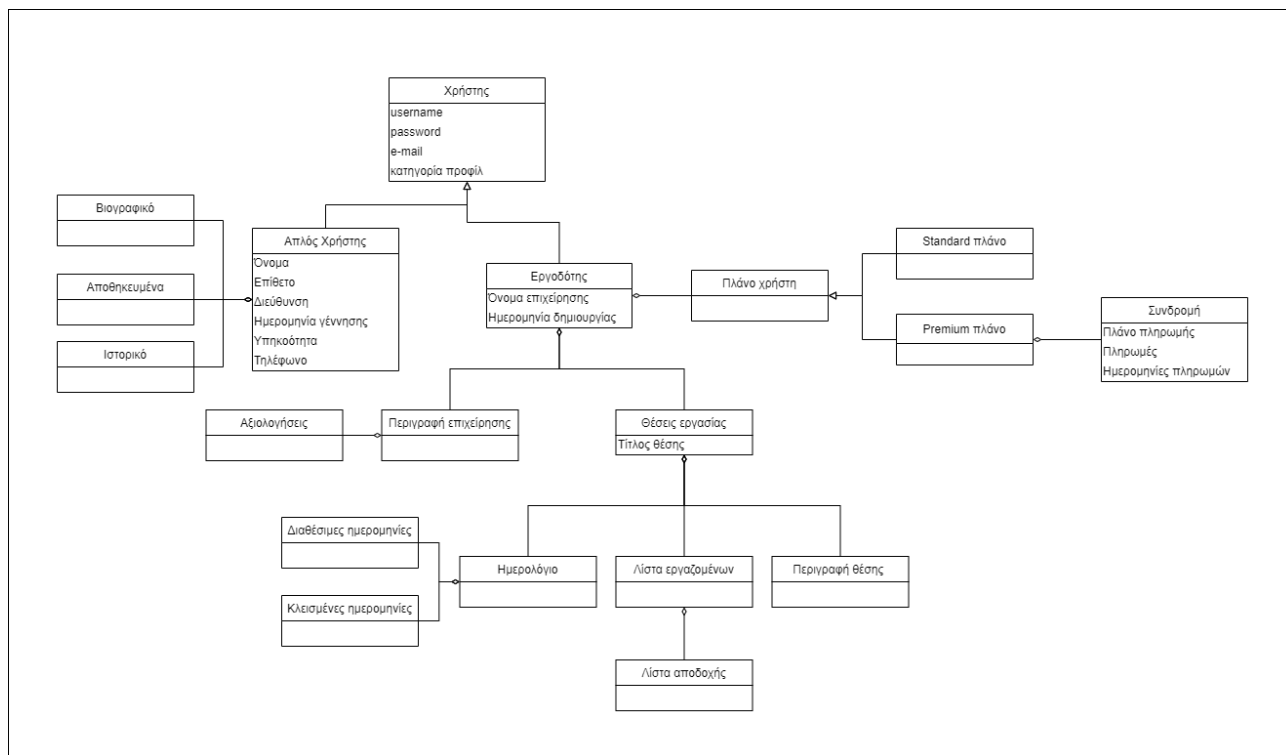 Χρήστης
username
password
e-mail
κατηγορία προφίλ
Βιογραφικό
Αποθηκευμένα
Ιστορικό
Απλός Χρήστης
Όνομα
Επίθετο
Διεύθυνση
Ημερομηνία γέννησης
Υπηκοότητα
Τηλέφωνο
Εργοδότης
Όνομα επιχείρησης
Ημερομηνία δημιουργίας
Πλάνο χρήστη
Standard πλάνο
Premium πλάνο
Συνδρομή
Πλάνο πληρωμής
Πληρωμές
Ημερομηνίες πληρωμών
Αξιολογήσεις
Περιγραφή επιχείρησης
Θέσεις εργασίας
Τίτλος θέσης
Διαθέσιμες ημερομηνίες
Κλεισμένες ημερομηνίες
Ημερολόγιο
Λίστα εργαζομένων
Περιγραφή θέσης
Λίστα αποδοχής